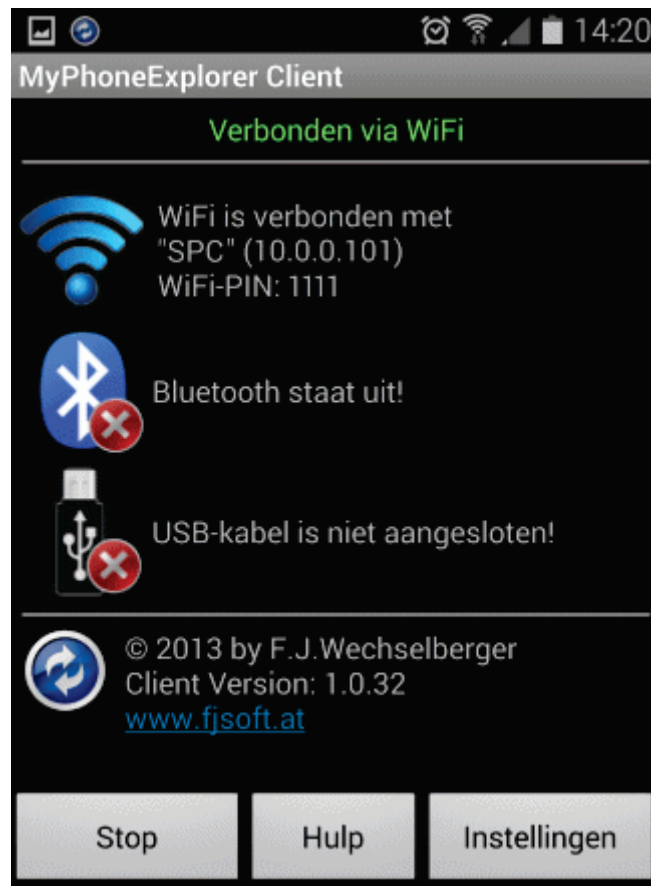 14:20
MyPhoneExplorer Client
Verbonden via WiFi
WiFi is verbonden met
"SPC" (10.0.0.101)
WiFi-PIN: 1111
Bluetooth staat uit!
USB-kabel is niet aangesloten!
© 2013 by F.J.Wechselberger
Client Version: 1.0.32
www.fjsoft.at
Stop Hulp Instellingen